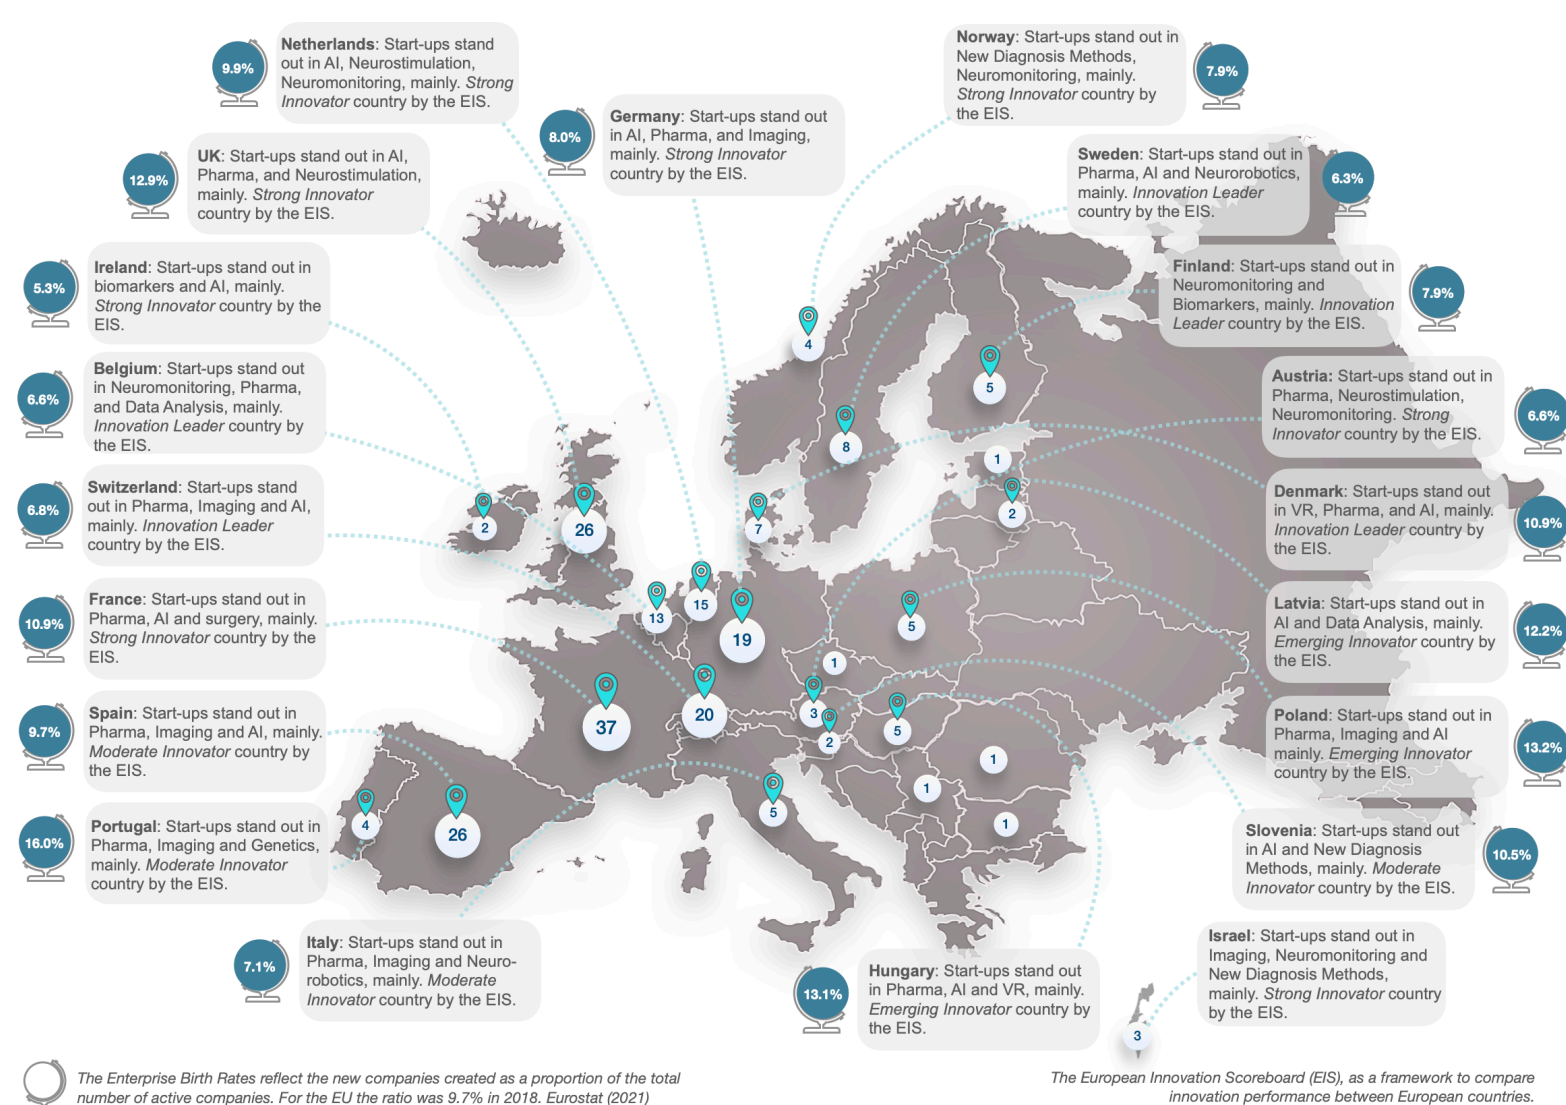 Netherlands: Start-ups stand
out in AI, Neurostimulation,
Neuromonitoring, mainly. Strong
Innovator country by the EIS.
9.9%
Norway: Start-ups stand out in
New Diagnosis Methods,
Neuromonitoring, mainly.
Strong Innovator country by
the EIS.
7.9%
Germany: Start-ups stand out
in AI, Pharma, and Imaging,
mainly. Strong Innovator
country by the EIS.
8.0%
UK: Start-ups stand out in AI,
Pharma, and Neurostimulation,
mainly. Strong Innovator
country by the EIS.
12.9%
Sweden: Start-ups stand out in
Pharma, AI and Neurorobotics,
mainly. Innovation Leader
country by the EIS.
6.3%
Ireland: Start-ups stand out in
biomarkers and AI, mainly.
Strong Innovator country by the
EIS.
5.3%
Finland: Start-ups stand out in
Neuromonitoring and
Biomarkers, mainly. Innovation
Leader country by the EIS.
7.9%
Belgium: Start-ups stand out
in Neuromonitoring, Pharma,
and Data Analysis, mainly.
Innovation Leader country by
the EIS.
6.6%
Austria: Start-ups stand out in
Pharma, Neurostimulation,
Neuromonitoring. Strong
Innovator country by the EIS.
6.6%
Switzerland: Start-ups stand
out in Pharma, Imaging and AI,
mainly. Innovation Leader
country by the EIS.
6.8%
Denmark: Start-ups stand out
in VR, Pharma, and AI, mainly.
Innovation Leader country by
the EIS.
10.9%
France: Start-ups stand out in
Pharma, AI and surgery, mainly.
Strong Innovator country by the
EIS.
10.9%
Latvia: Start-ups stand out in
AI and Data Analysis, mainly.
Emerging Innovator country by
the EIS.
12.2%
Spain: Start-ups stand out in
Pharma, Imaging and AI, mainly.
Moderate Innovator country by
the EIS.
9.7%
Poland: Start-ups stand out in
Pharma, Imaging and AI
mainly. Emerging Innovator
country by the EIS.
13.2%
Portugal: Start-ups stand out in
Pharma, Imaging and Genetics,
mainly. Moderate Innovator
country by the EIS.
16.0%
Slovenia: Start-ups stand out
in AI and New Diagnosis
Methods, mainly. Moderate
Innovator country by the EIS.
10.5%
Italy: Start-ups stand out in
Pharma, Imaging and Neuro-
robotics, mainly. Moderate
Innovator country by the EIS.
7.1%
Hungary: Start-ups stand out
in Pharma, AI and VR, mainly.
Emerging Innovator country by
the EIS.
13.1%
Israel: Start-ups stand out in
Imaging, Neuromonitoring and
New Diagnosis Methods,
mainly. Strong Innovator country
by the EIS.
4
5
8
1
2
2
26
7
15
13
19
5
1
37
20
3
2
5
1
1
1
4
26
5
3
The Enterprise Birth Rates reflect the new companies created as a proportion of the total
number of active companies. For the EU the ratio was 9.7% in 2018. Eurostat (2021)
The European Innovation Scoreboard (EIS), as a framework to compare
innovation performance between European countries.